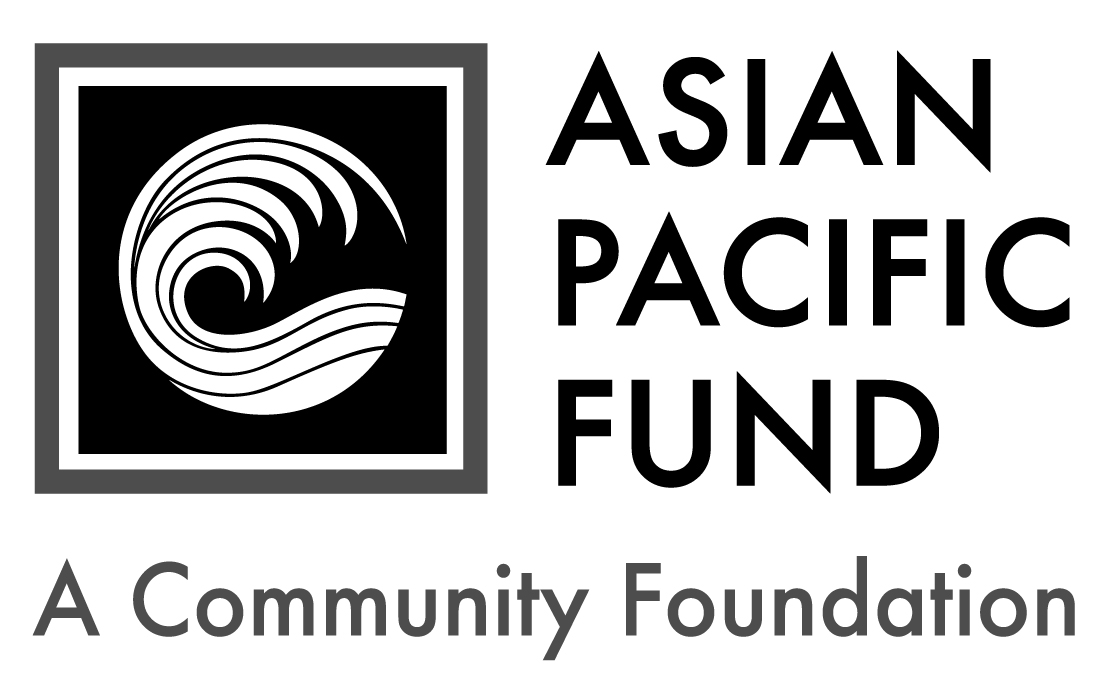 ASIAN
PACIFIC
FUND
A Community Foundation